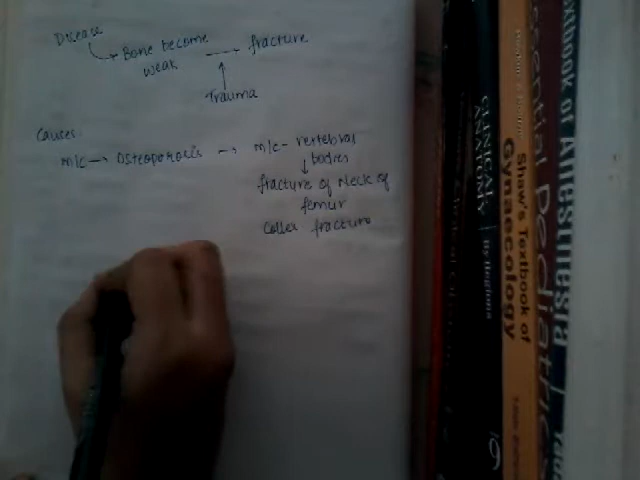 Disease
Bone become → fracture
weak
Trauma
Causes
m/c → Osteoporosis → m/c - vertebral
bodies
fracture of Neck of
femur
Colles fracture
CLINICAL
ANATOMY
Shaw's Textbook of
Gynaecology
Essential Pediatrics
Textbook of Anesthesia